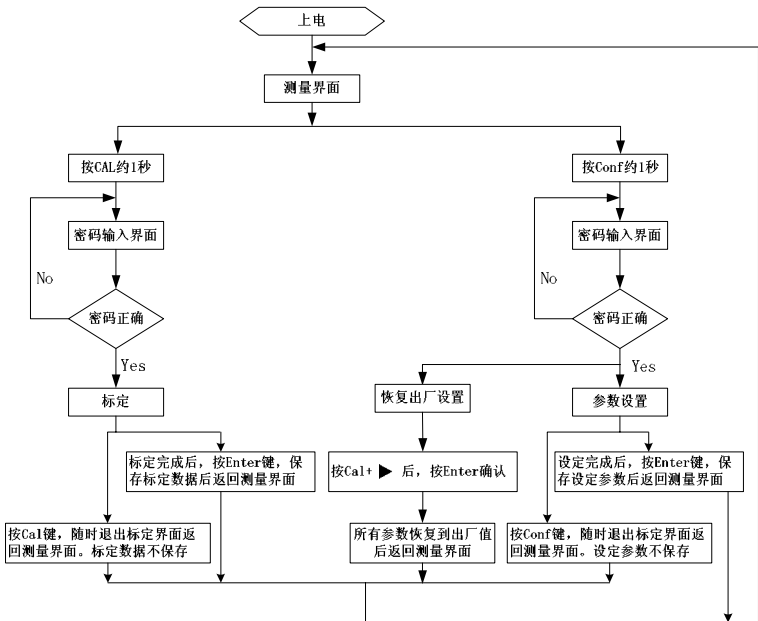 上电
测量界面
按CAL约1秒
按Conf约1秒
密码输入界面
密码输入界面
No
No
密码正确
密码正确
Yes
Yes
标定
恢复出厂设置
参数设置
标定完成后，按Enter键，保
存标定数据后返回测量界面
按Cal+ ▶ 后，按Enter确认
设定完成后，按Enter键，保
存设定参数后返回测量界面
按Cal键，随时退出标定界面返
回测量界面。标定数据不保存
所有参数恢复到出厂值
后返回测量界面
按Conf键，随时退出标定界面返
回测量界面。设定参数不保存